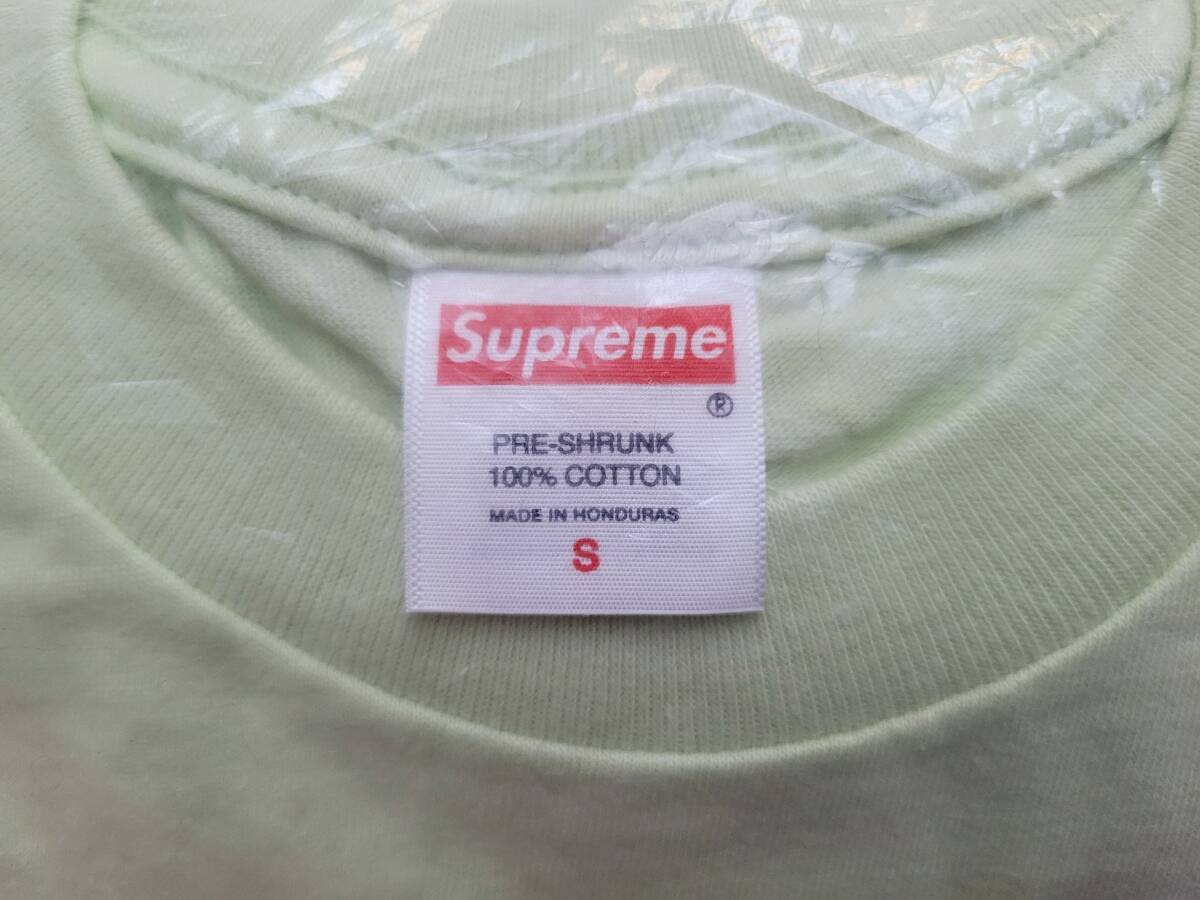 Supreme
®
PRE-SHRUNK
100% COTTON
MADE IN HONDURAS
S